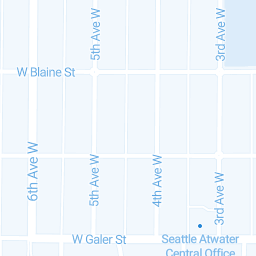 5th Ave W
3rd Ave W
W Blaine St
6th Ave W
5th Ave W
4th Ave W
3rd Ave W
W Galer St
Seattle Atwater
Central Office